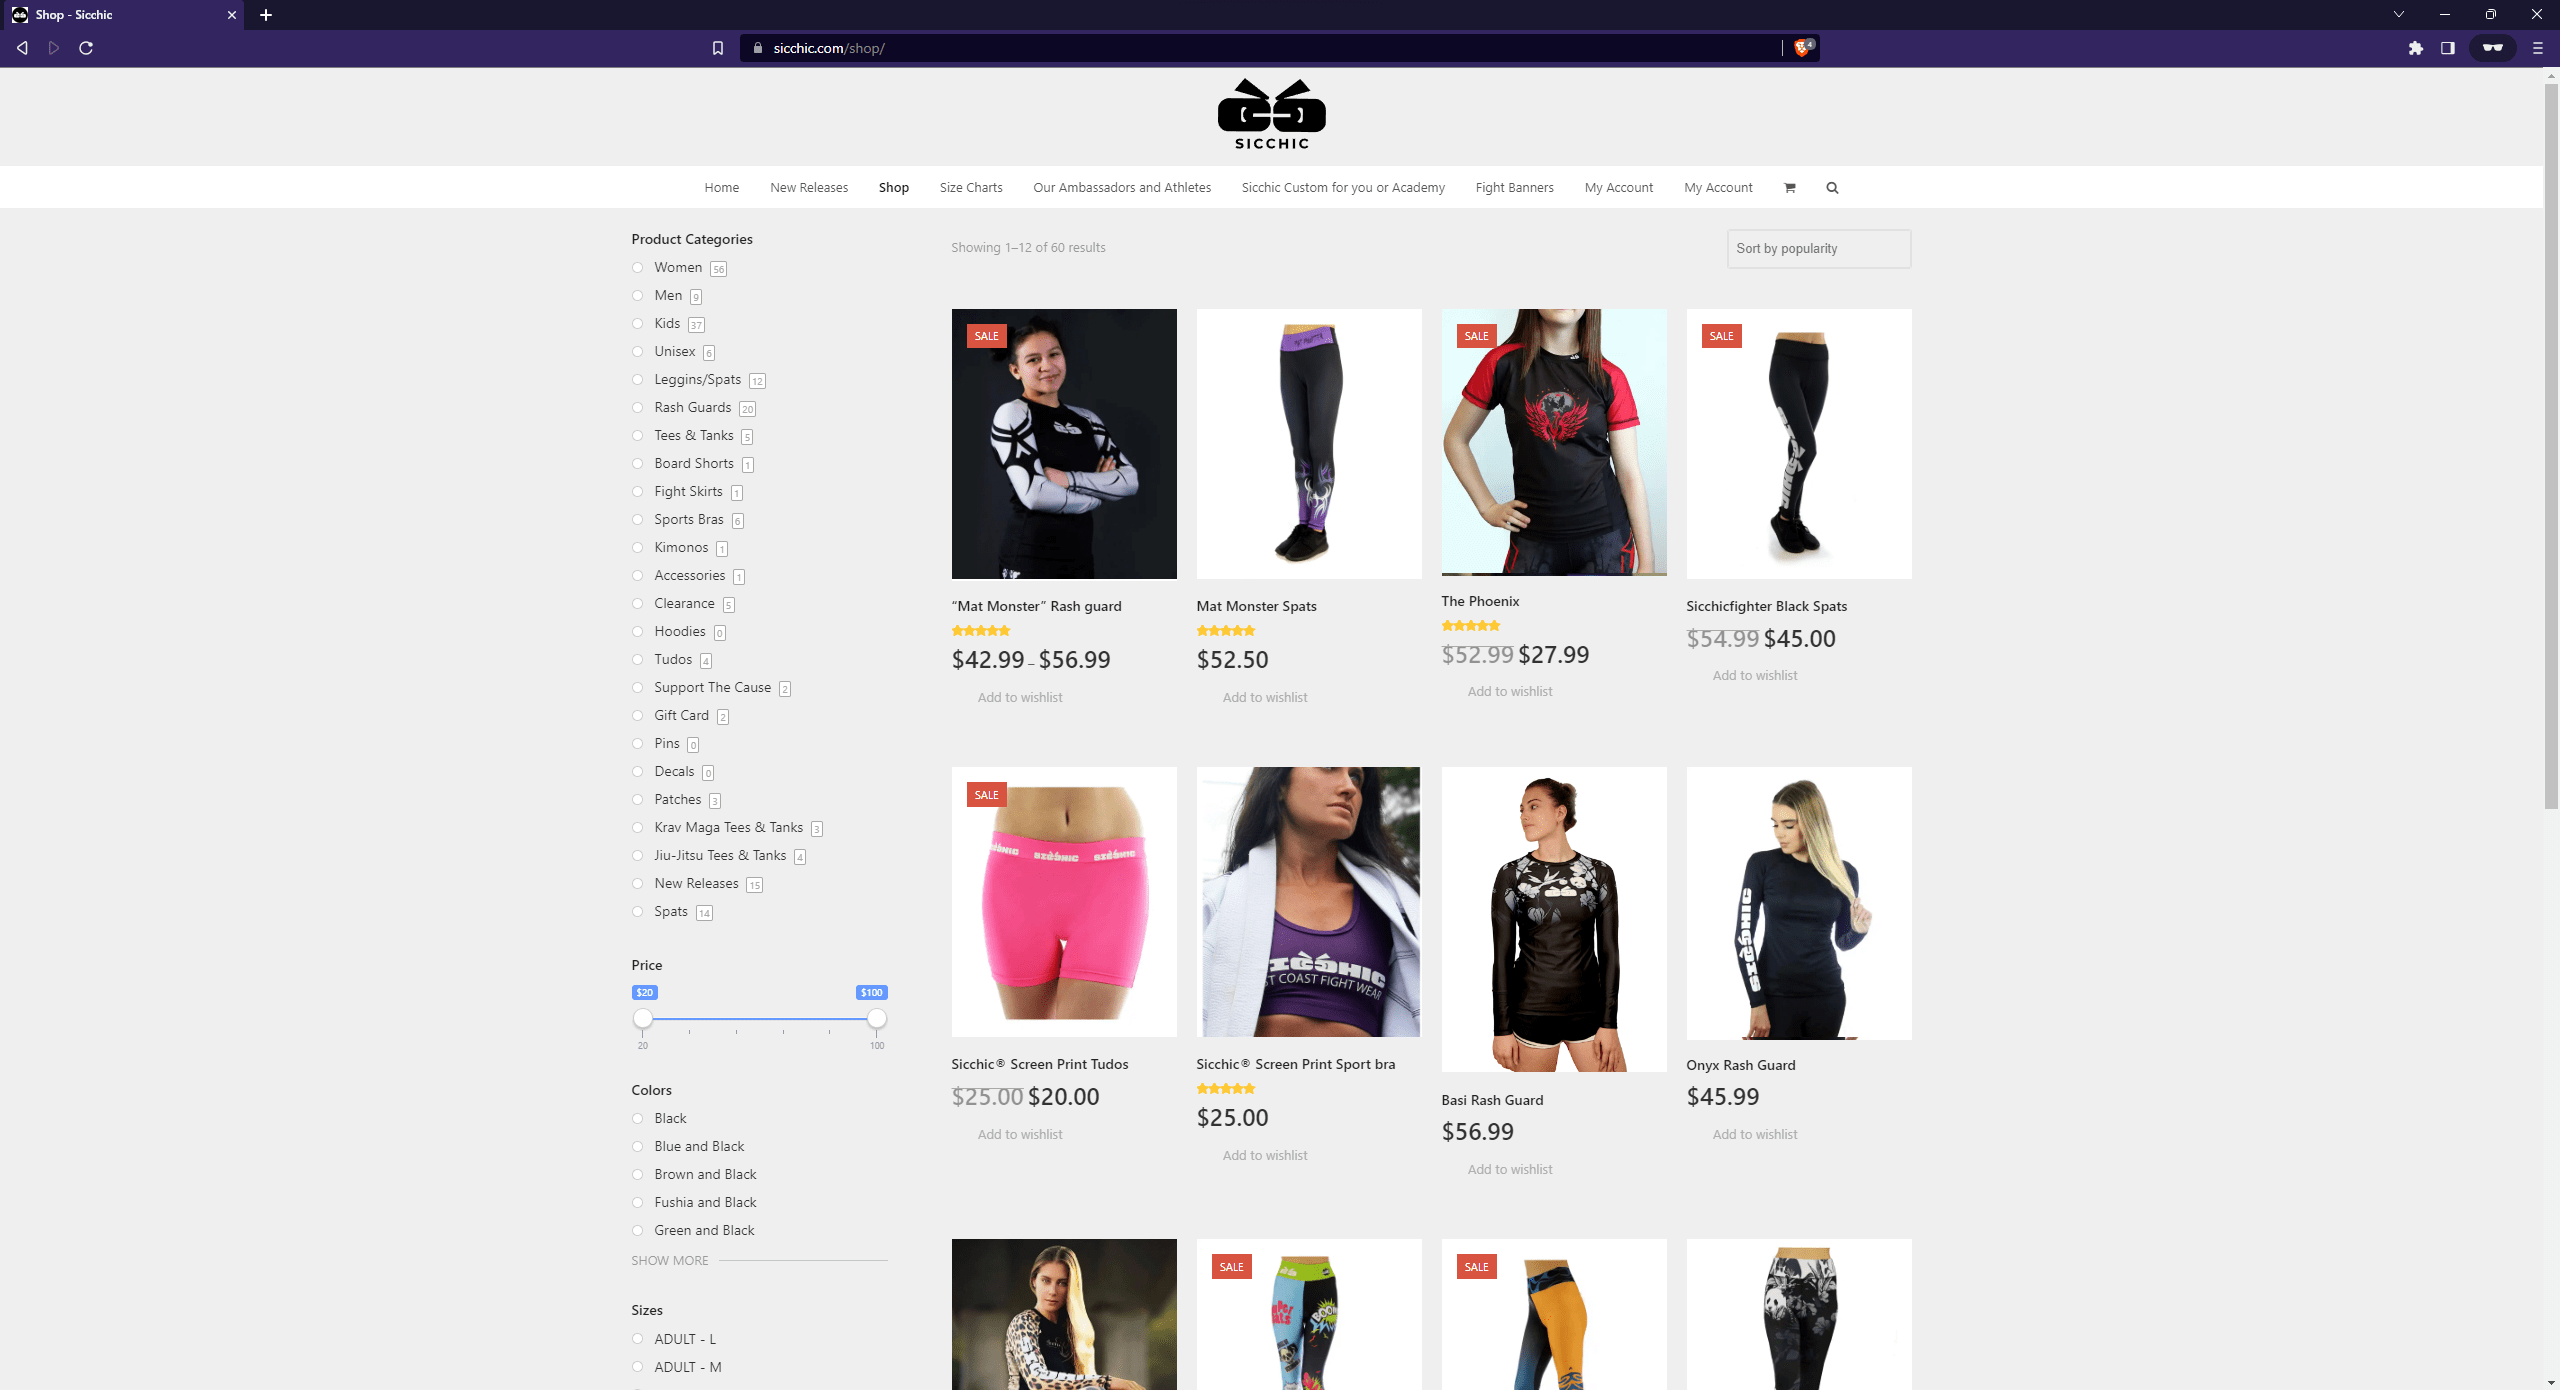 Shop - Sicchic
sicchic.com/shop/
4
SICCHIC
Home
New Releases
Shop
Size Charts
Our Ambassadors and Athletes
Sicchic Custom for you or Academy
Fight Banners
My Account
My Account
Product Categories
Women 56
Men 9
Kids 37
Unisex 6
Leggins/Spats 12
Rash Guards 20
Tees & Tanks 5
Board Shorts 1
Fight Skirts 1
Sports Bras 6
Kimonos 1
Accessories 1
Clearance 5
Hoodies 0
Tudos 4
Support The Cause 2
Gift Card 2
Pins 0
Decals 0
Patches 3
Krav Maga Tees & Tanks 3
Jiu-Jitsu Tees & Tanks 4
New Releases 15
Spats 14
Price
$20
$100
20
100
Colors
Black
Blue and Black
Brown and Black
Fushia and Black
Green and Black
SHOW MORE
Sizes
ADULT - L
ADULT - M
Showing 1–12 of 60 results
Sort by popularity
SALE
“Mat Monster” Rash guard
$42.99 – $56.99
Add to wishlist
Mat Monster Spats
$52.50
Add to wishlist
SALE
The Phoenix
$52.99 $27.99
Add to wishlist
SALE
Sicchicfighter Black Spats
$54.99 $45.00
Add to wishlist
SALE
SICCHIC SICCHIC
Sicchic® Screen Print Tudos
$25.00 $20.00
Add to wishlist
SICCHIC
ST COAST FIGHT WEAR
Sicchic® Screen Print Sport bra
$25.00
Add to wishlist
Basi Rash Guard
$56.99
Add to wishlist
SICCHIC
Onyx Rash Guard
$45.99
Add to wishlist
SALE
SALE